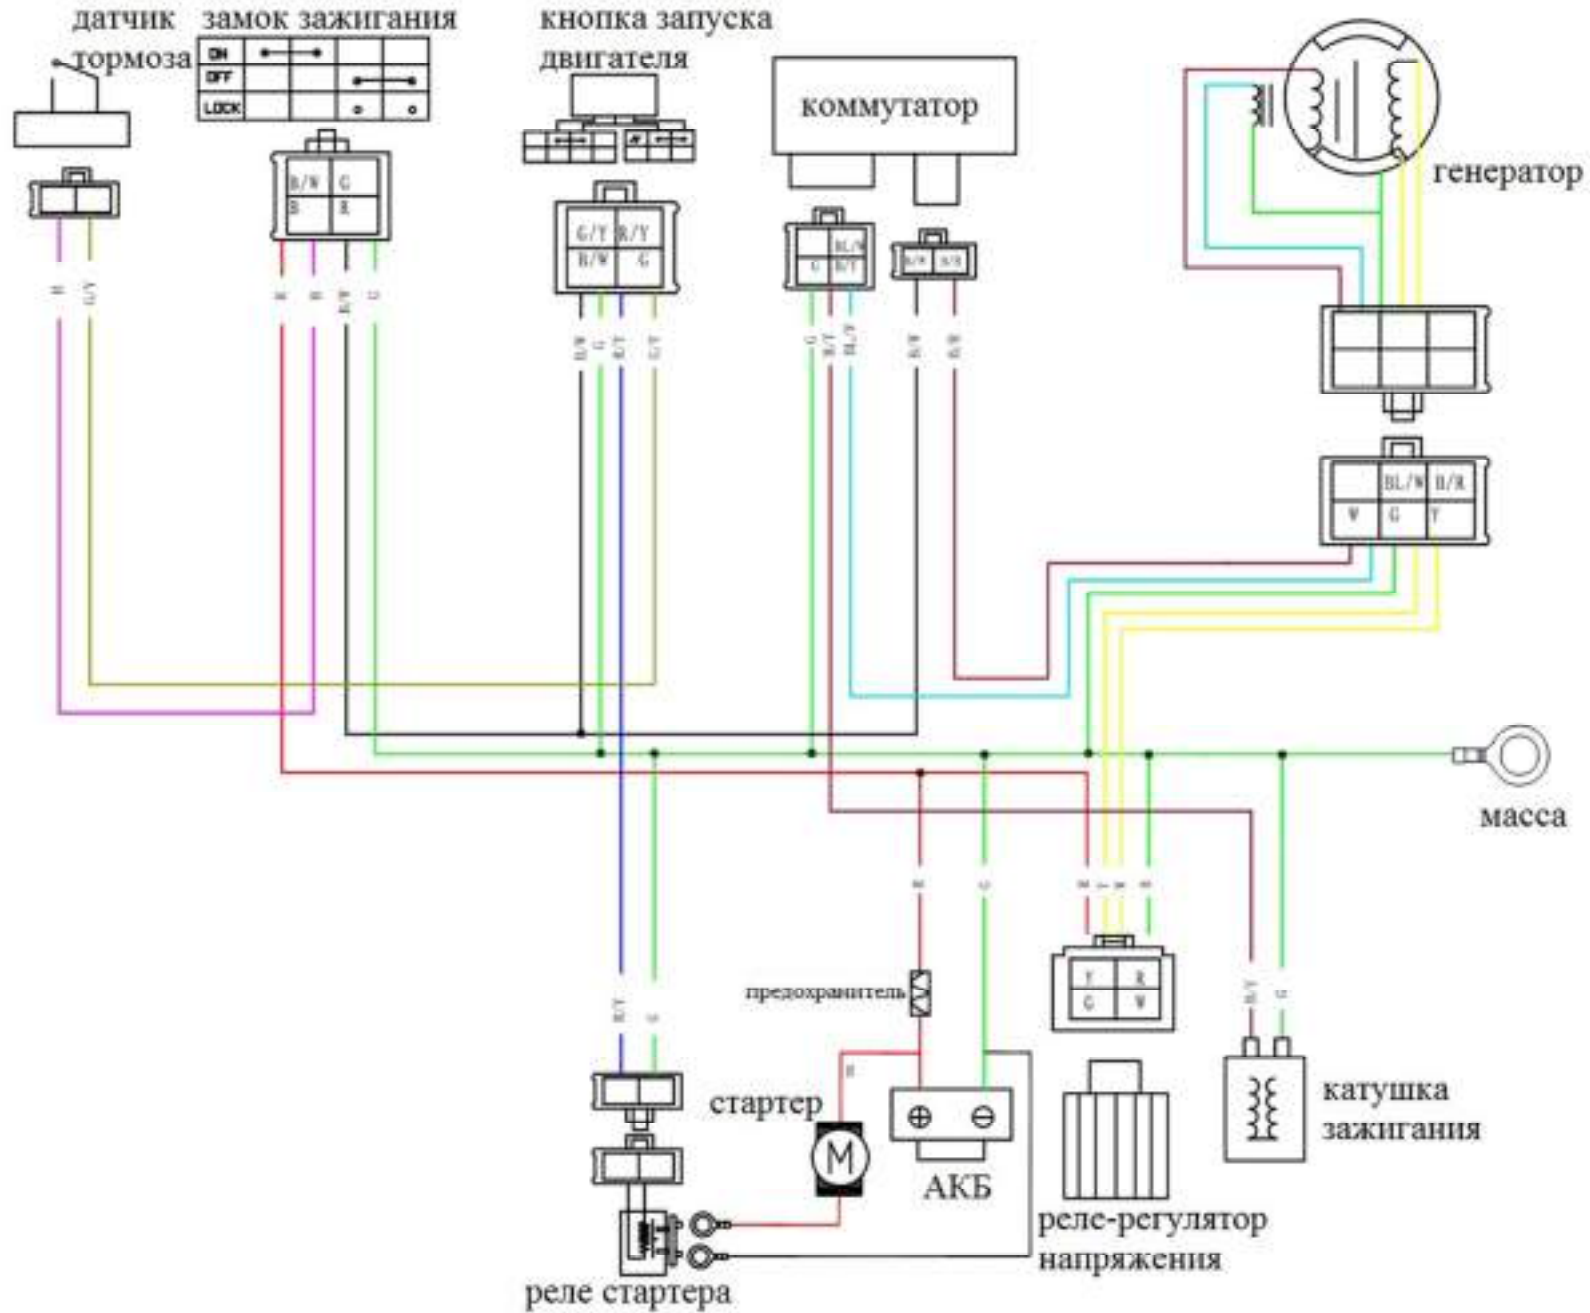 датчик
тормоза
замок зажигания
ON
OFF
LOCK
B/W G
кнопка запуска
двигателя
G/Y R/Y
B/W G
коммутатор
BL/W
G B/Y
B/W B/R
генератор
BL/W B/R
W G Y
G/Y
B/W
G
B/W
G
R/Y
G/Y
G
B/Y
BL/W
B/W
B/R
масса
R
G
R
Y
W
предохранитель
Y R
G W
R/Y
G
B/Y
G
стартер
M
АКБ
катушка
зажигания
реле-регулятор
напряжения
реле стартера